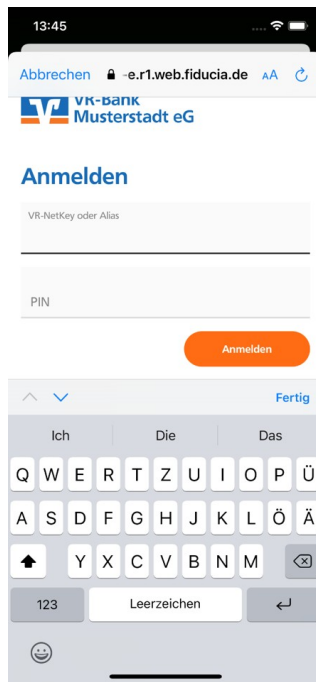 13:45
Abbrechen -e.r1.web.fiducia.de AA
VR-Bank
Musterstadt eG
Anmelden
VR-NetKey oder Alias
PIN
Anmelden
Fertig
Ich Die Das
Q W E R T Z U I O P Ü
A S D F G H J K L Ö Ä
Y X C V B N M
123 Leerzeichen